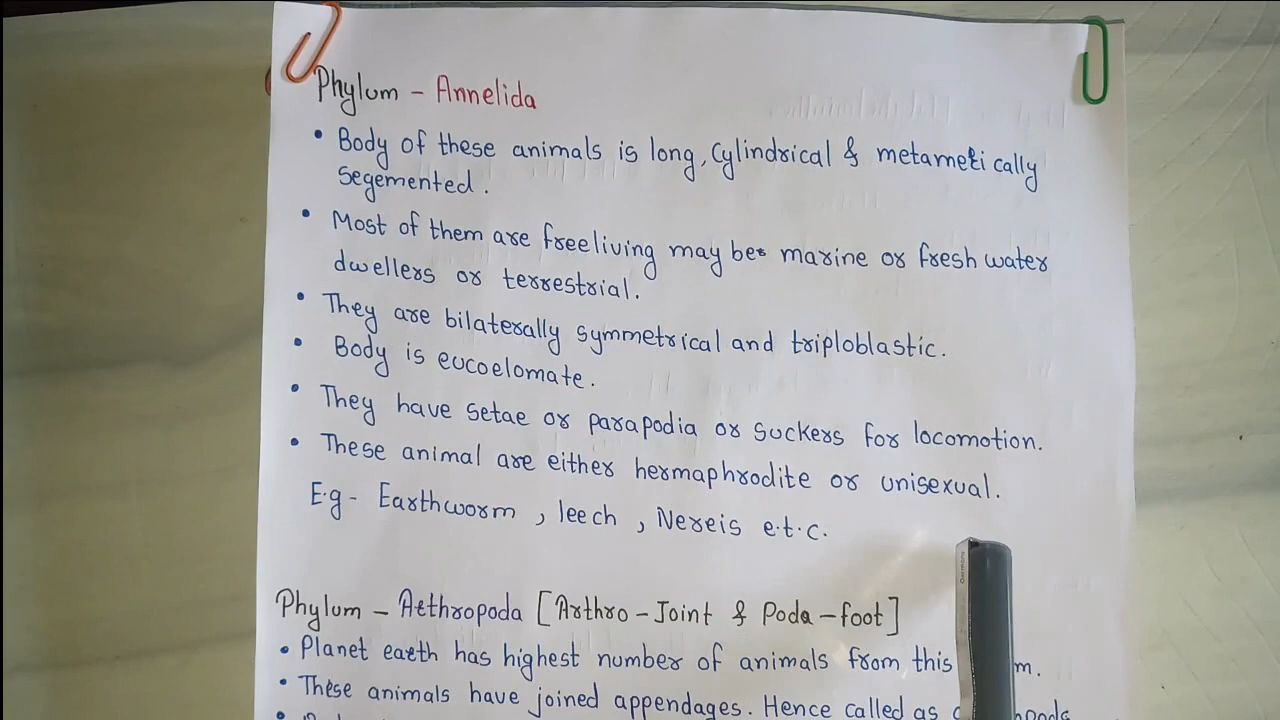 Phylum - Annelida
• Body of these animals is long, Cylindrical & metametically
Segemented.
• Most of them are freeliving may be marine or fresh water
dwellers or terrestrial.
• They are bilaterally symmetrical and triploblastic.
• Body is eucoelomate.
• They have setae or parapodia or suckers for locomotion.
• These animal are either hermaphrodite or unisexual.
E.g - Earthworm, leech, Nereis e.t.c.
Phylum - Aethropoda [Arthro - Joint & Poda - foot]
• Planet earth has highest number of animals from this
• These animals have joined appendages. Hence called as